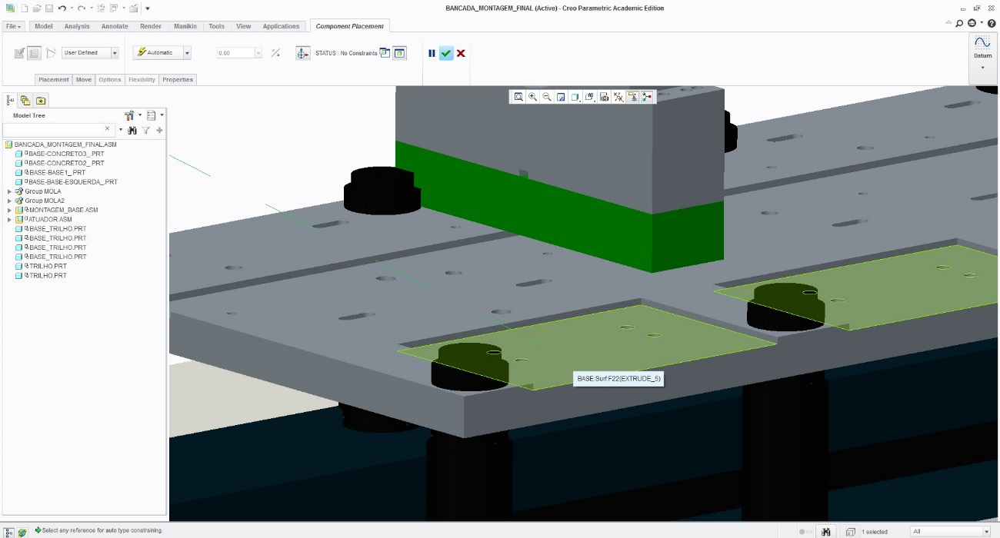 BANCADA_MONTAGEM_FINAL (Active) - Creo Parametric Academic Edition
File Model Analysis Annotate Render Manikin Tools View Applications Component Placement
User Defined Automatic 0.00 STATUS : No Constraints
Datum
Placement Move Options Flexibility Properties
Model Tree
BANCADA_MONTAGEM_FINAL.ASM
BASE-CONCRETO3_.PRT
BASE-CONCRETO2_.PRT
BASE-BASE1_.PRT
BASE-BASE-ESQUERDA_.PRT
Group MOLA
Group MOLA2
MONTAGEM_BASE.ASM
ATUADOR.ASM
BASE_TRILHO.PRT
BASE_TRILHO.PRT
BASE_TRILHO.PRT
BASE_TRILHO.PRT
TRILHO.PRT
TRILHO.PRT
BASE:Surf:F22(EXTRUDE_5)
Select any reference for auto type constraining.
1 selected
All